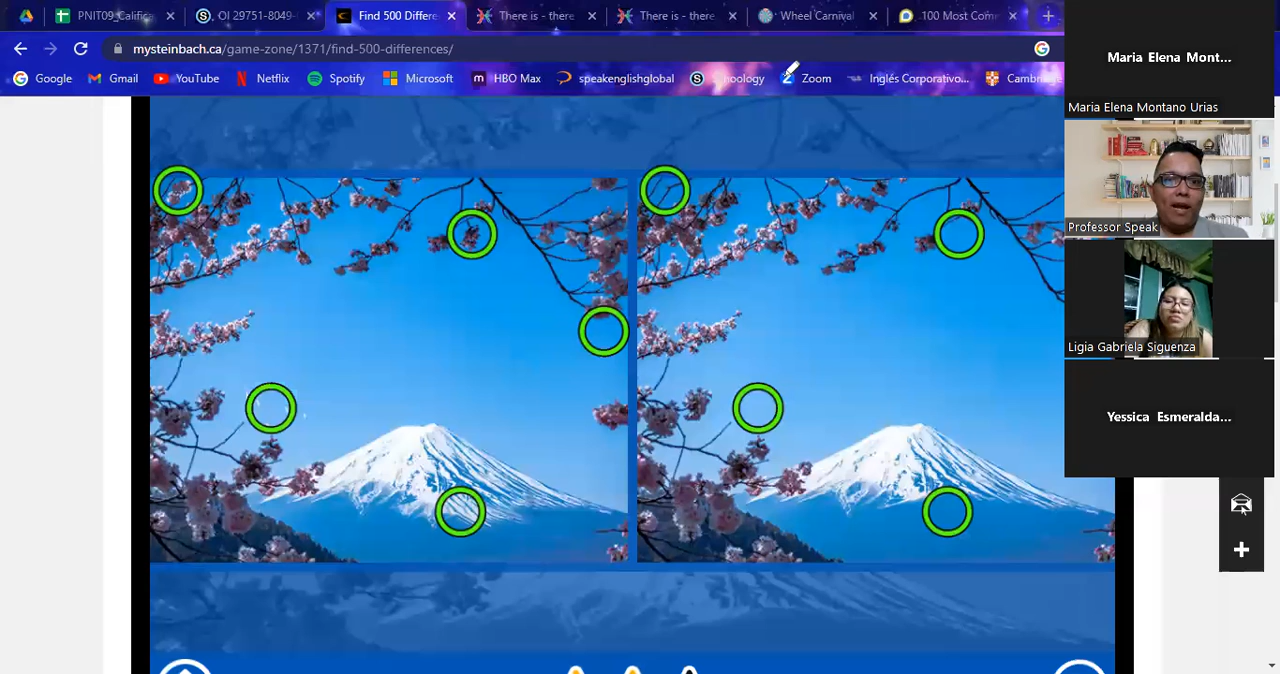 PNIT09_Califica
OI 29751-8049-
Find 500 Differe
There is - there
There is - there
Wheel Carnival
100 Most Com
mysteinbach.ca/game-zone/1371/find-500-differences/
Google
Gmail
YouTube
Netflix
Spotify
Microsoft
HBO Max
speakenglishglobal
Zoom
Inglés Corporativo...
Maria Elena Mont...
Maria Elena Montano Urias
Professor Speak
Ligia Gabriela Siguenza
Yessica Esmeralda...